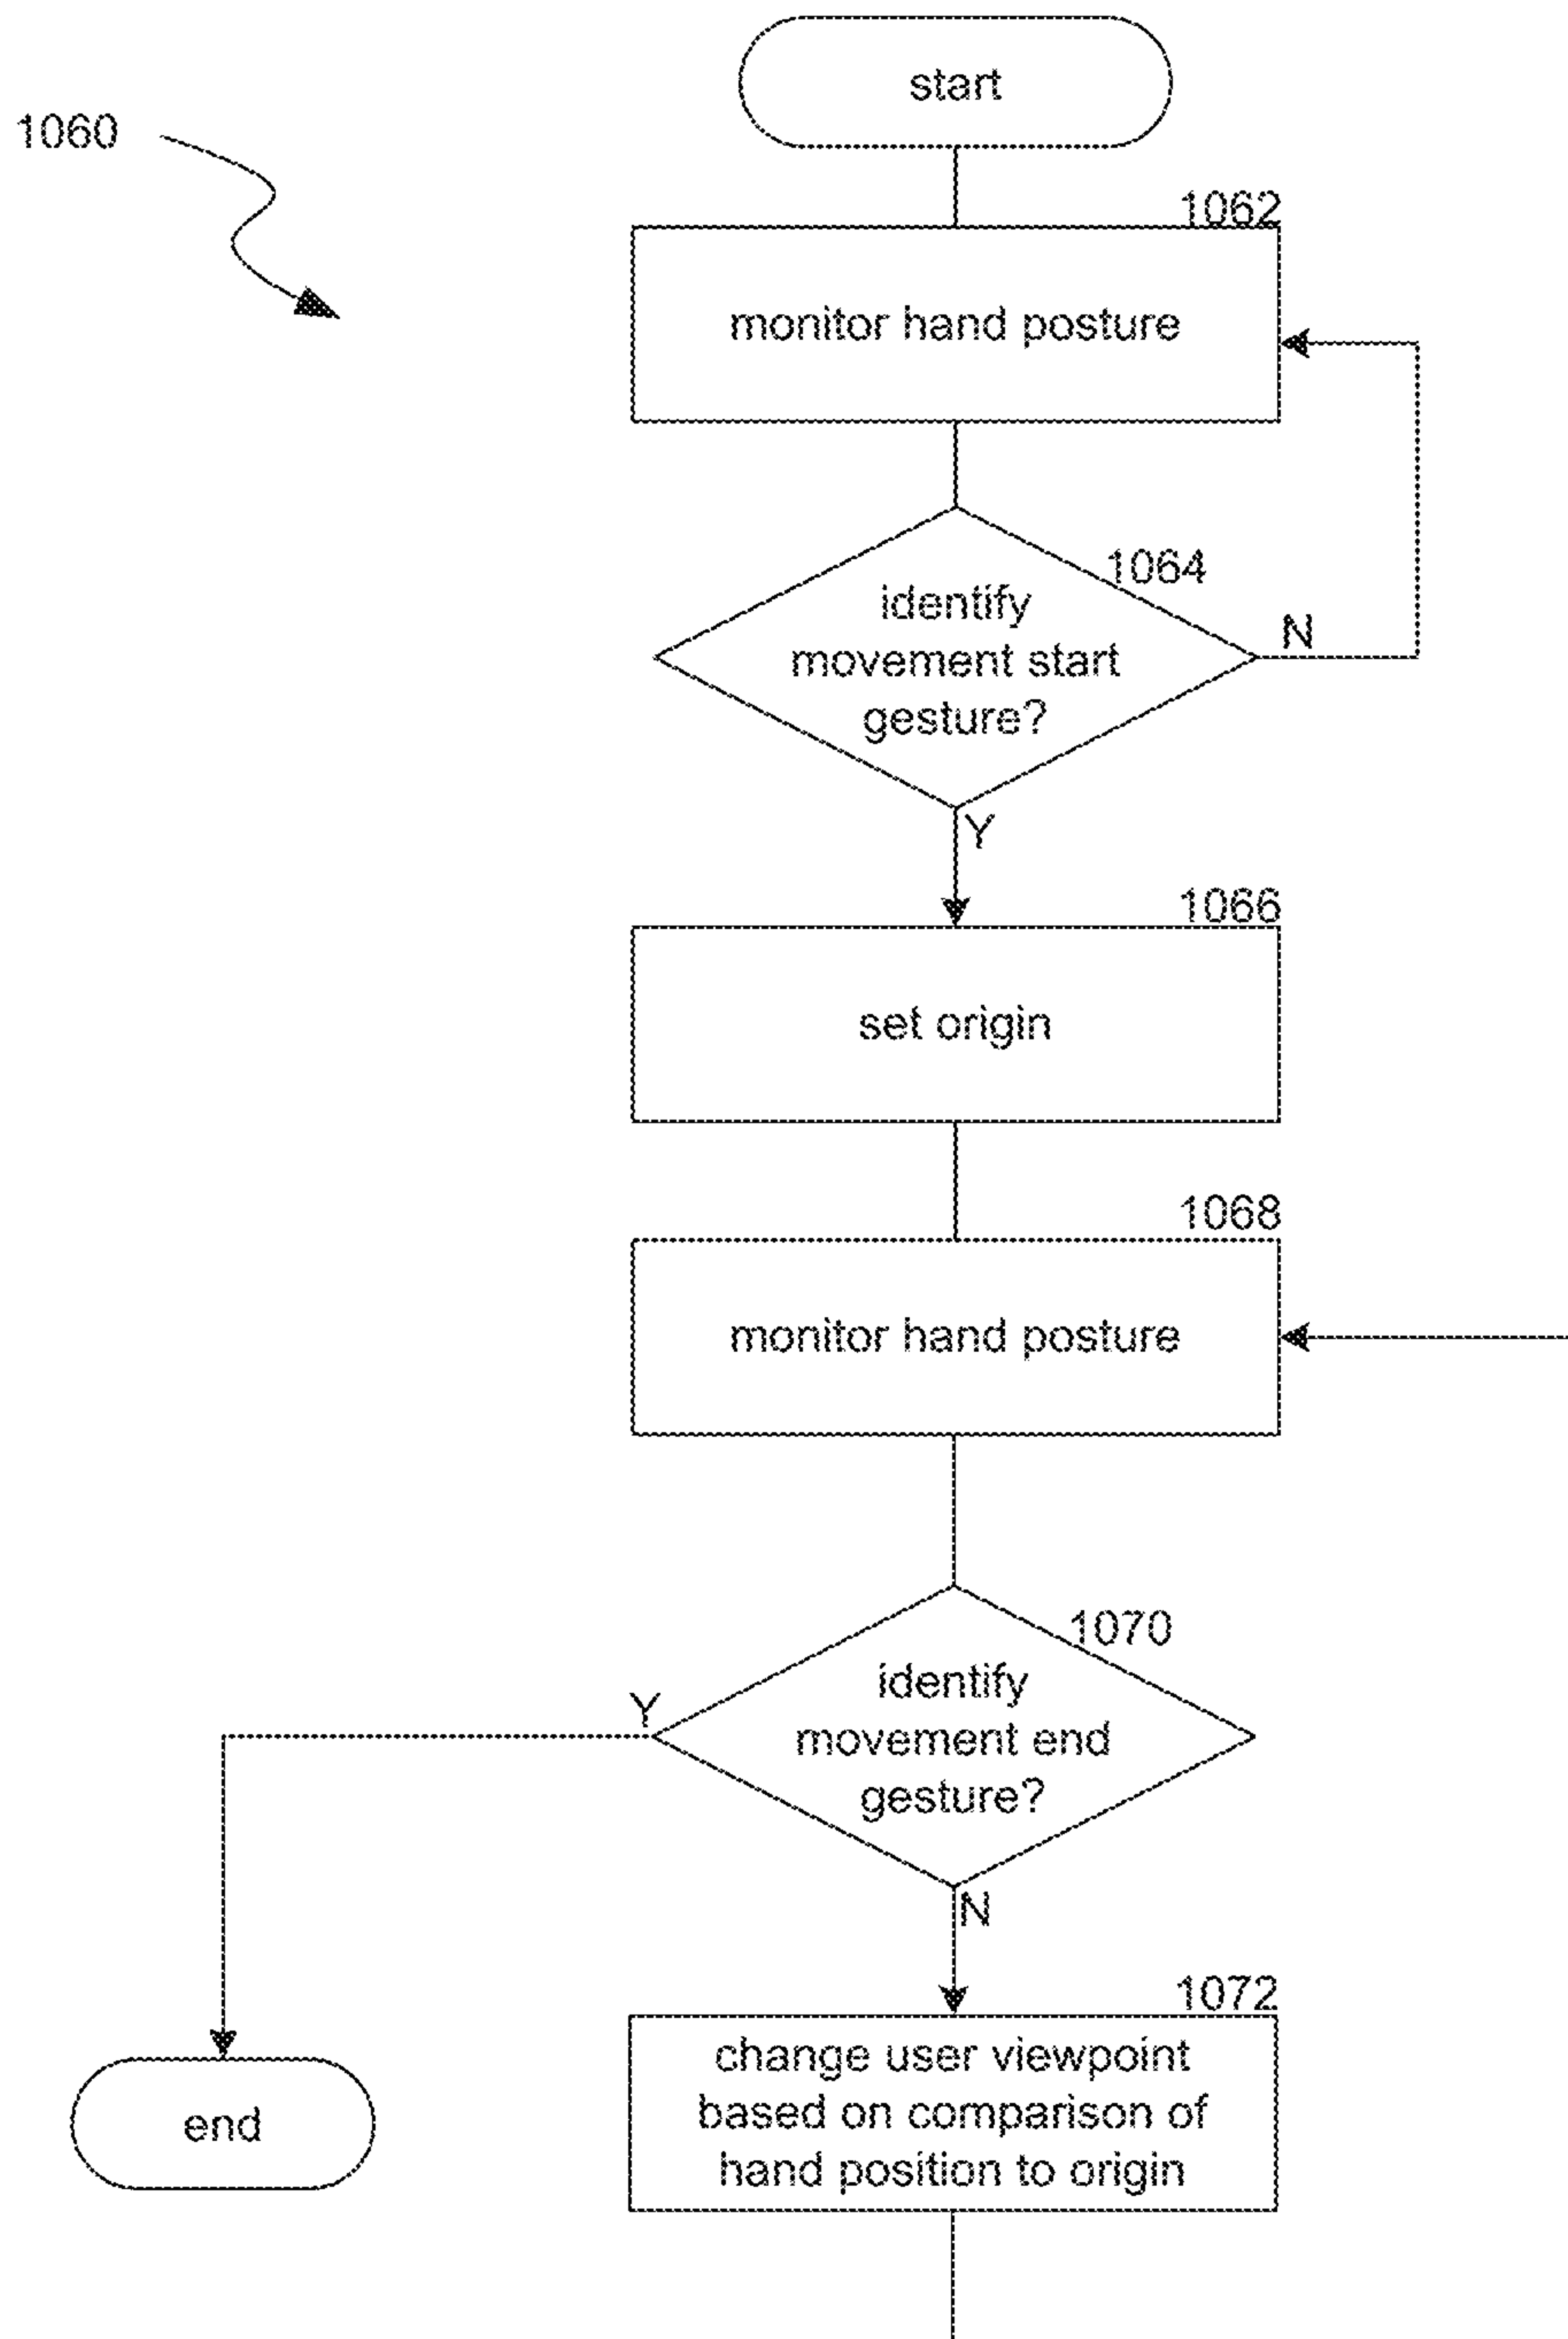 start
1060
1062
monitor hand posture
1064
identify
movement start
gesture?
N
Y
1066
set origin
1068
monitor hand posture
1070
identify
movement end
gesture?
Y
N
1072
change user viewpoint
based on comparison of
hand position to origin
end